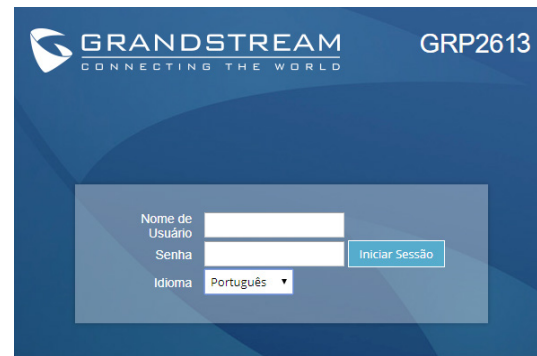 GRANDSTREAM
CONNECTING THE WORLD
GRP2613
Nome de
Usuário
Senha
Iniciar Sessão
Idioma
Português